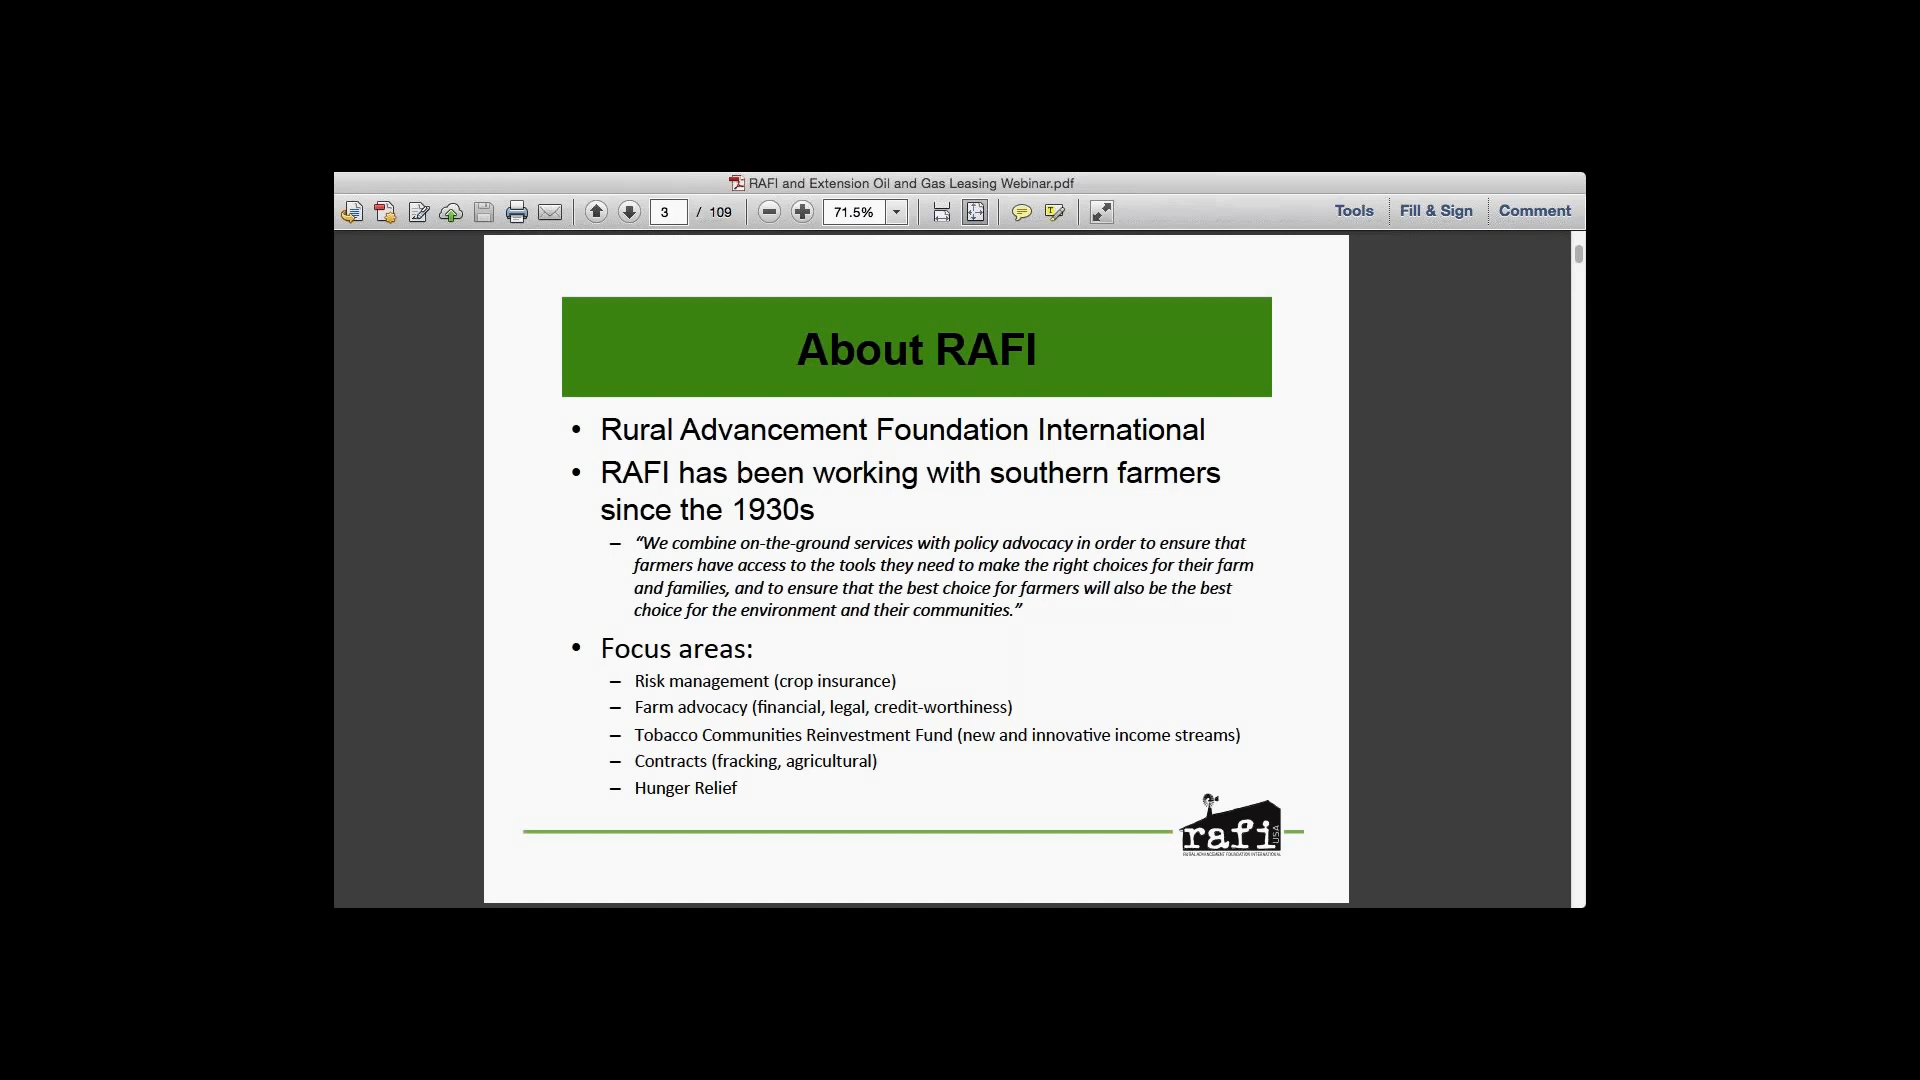 RAFI and Extension Oil and Gas Leasing Webinar.pdf
3 / 109 71.5% Tools Fill & Sign Comment
About RAFI
• Rural Advancement Foundation International
• RAFI has been working with southern farmers
since the 1930s
– “We combine on-the-ground services with policy advocacy in order to ensure that
farmers have access to the tools they need to make the right choices for their farm
and families, and to ensure that the best choice for farmers will also be the best
choice for the environment and their communities.”
• Focus areas:
– Risk management (crop insurance)
– Farm advocacy (financial, legal, credit-worthiness)
– Tobacco Communities Reinvestment Fund (new and innovative income streams)
– Contracts (fracking, agricultural)
– Hunger Relief
rafi USA
RURAL ADVANCEMENT FOUNDATION INTERNATIONAL